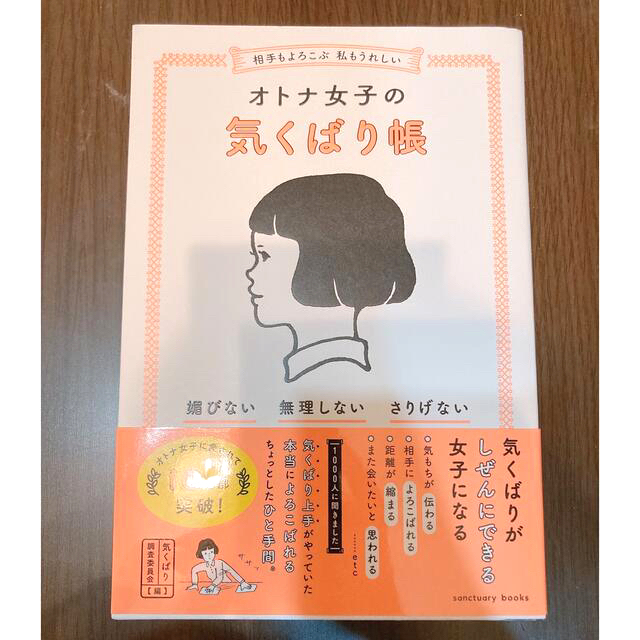 相手もよろこぶ 私もうれしい
オトナ女子の
気くばり帳
媚びない 無理しない さりげない
気くばりが
しぜんにできる
女子になる
・気もちが 伝わる
・相手に よろこばれる
・距離が 縮まる
・また会いたいと 思われる
……etc
【1000人に聞きました】
気くばり上手がやっていた
本当によろこばれる
ちょっとしたひと手間。
オトナ女子に
突破!
ササッ
気くばり
調査委員会
【編】
sanctuary books